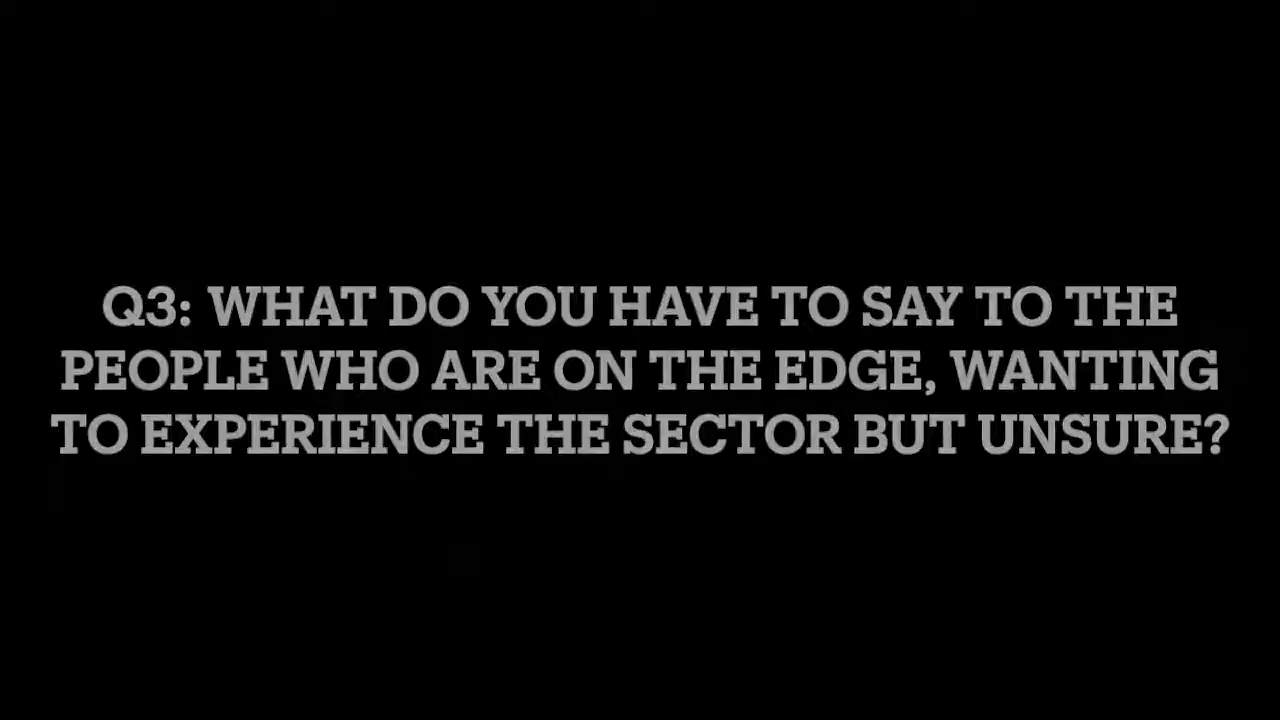 Q3: WHAT DO YOU HAVE TO SAY TO THE
PEOPLE WHO ARE ON THE EDGE, WANTING
TO EXPERIENCE THE SECTOR BUT UNSURE?